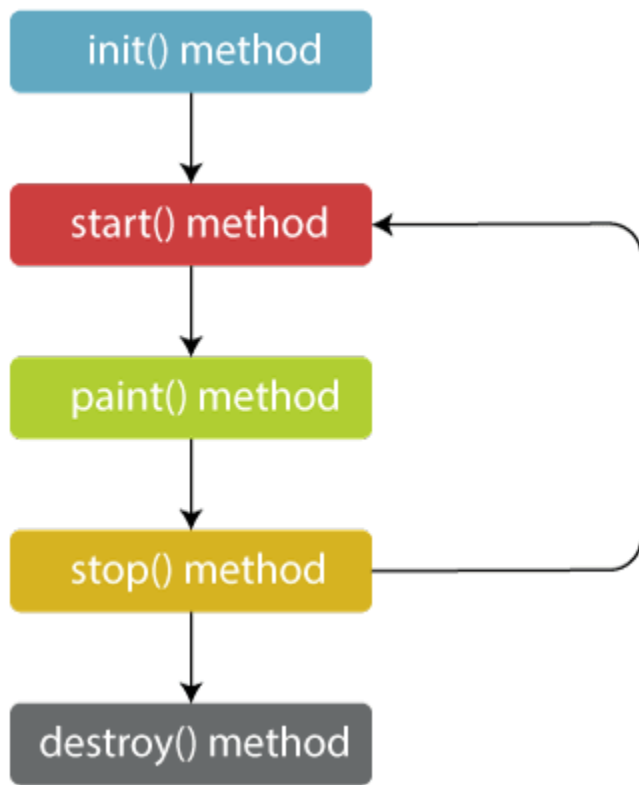 init() method
start() method
paint() method
stop() method
destroy() method